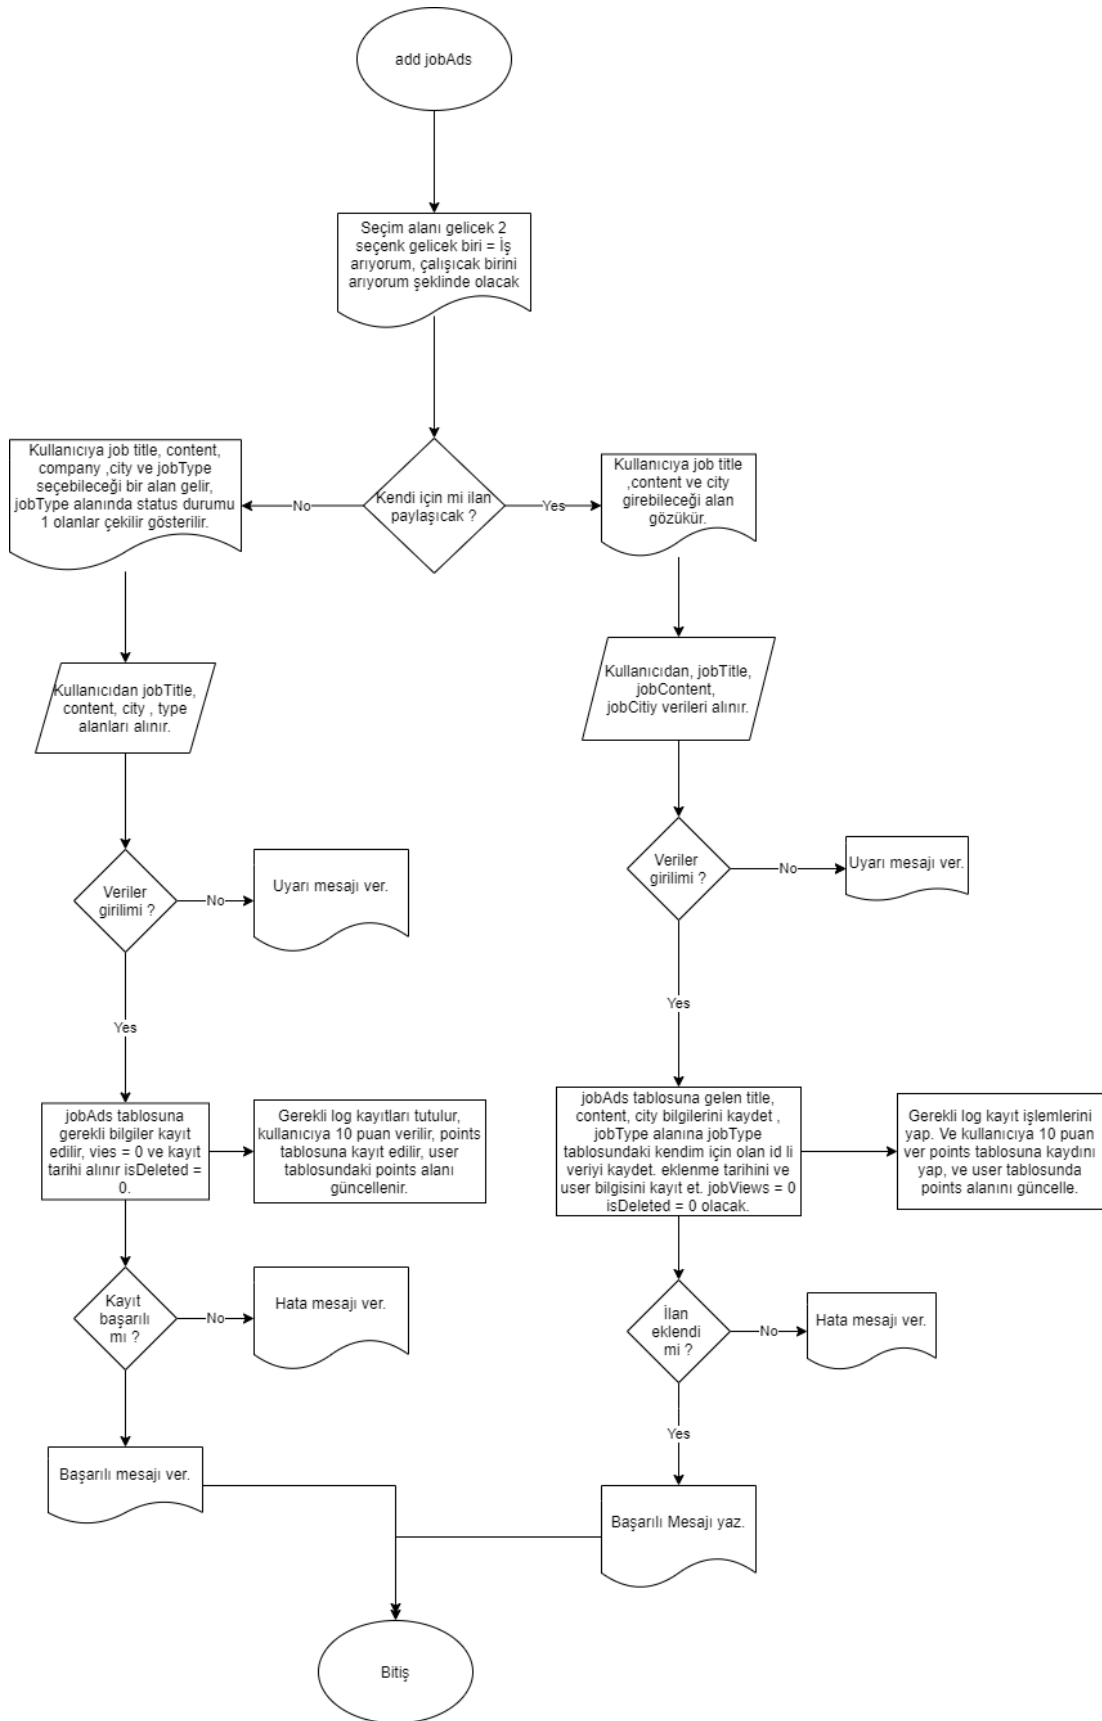 add jobAds
Seçim alanı gelicek 2
seçenk gelicek biri = İş
arıyorum, çalışıcak birini
arıyorum şeklinde olacak
Kendi için mi ilan
paylaşıcak ?
No
Yes
Kullanıcıya job title, content,
company ,city ve jobType
seçebileceği bir alan gelir,
jobType alanında status durumu
1 olanlar çekilir gösterilir.
Kullanıcıya job title
,content ve city
girebileceği alan
gözükür.
Kullanıcıdan jobTitle,
content, city , type
alanları alınır.
Kullanıcıdan, jobTitle,
jobContent,
jobCitiy verileri alınır.
Veriler
girilimi ?
No
Uyarı mesajı ver.
Veriler
girilimi ?
No
Uyarı mesajı ver.
Yes
Yes
jobAds tablosuna
gerekli bilgiler kayıt
edilir, vies = 0 ve kayıt
tarihi alınır isDeleted =
0.
Gerekli log kayıtları tutulur,
kullanıcıya 10 puan verilir, points
tablosuna kayıt edilir, user
tablosundaki points alanı
güncellenir.
jobAds tablosuna gelen title,
content, city bilgilerini kaydet ,
jobType alanına jobType
tablosundaki kendim için olan id li
veriyi kaydet. eklenme tarihini ve
user bilgisini kayıt et. jobViews = 0
isDeleted = 0 olacak.
Gerekli log kayıt işlemlerini
yap. Ve kullanıcıya 10 puan
ver points tablosuna kaydını
yap, ve user tablosunda
points alanını güncelle.
Kayıt
başarılı
mı ?
No
Hata mesajı ver.
İlan
eklendi
mi ?
No
Hata mesajı ver.
Yes
Başarılı mesajı ver.
Başarılı Mesajı yaz.
Bitiş